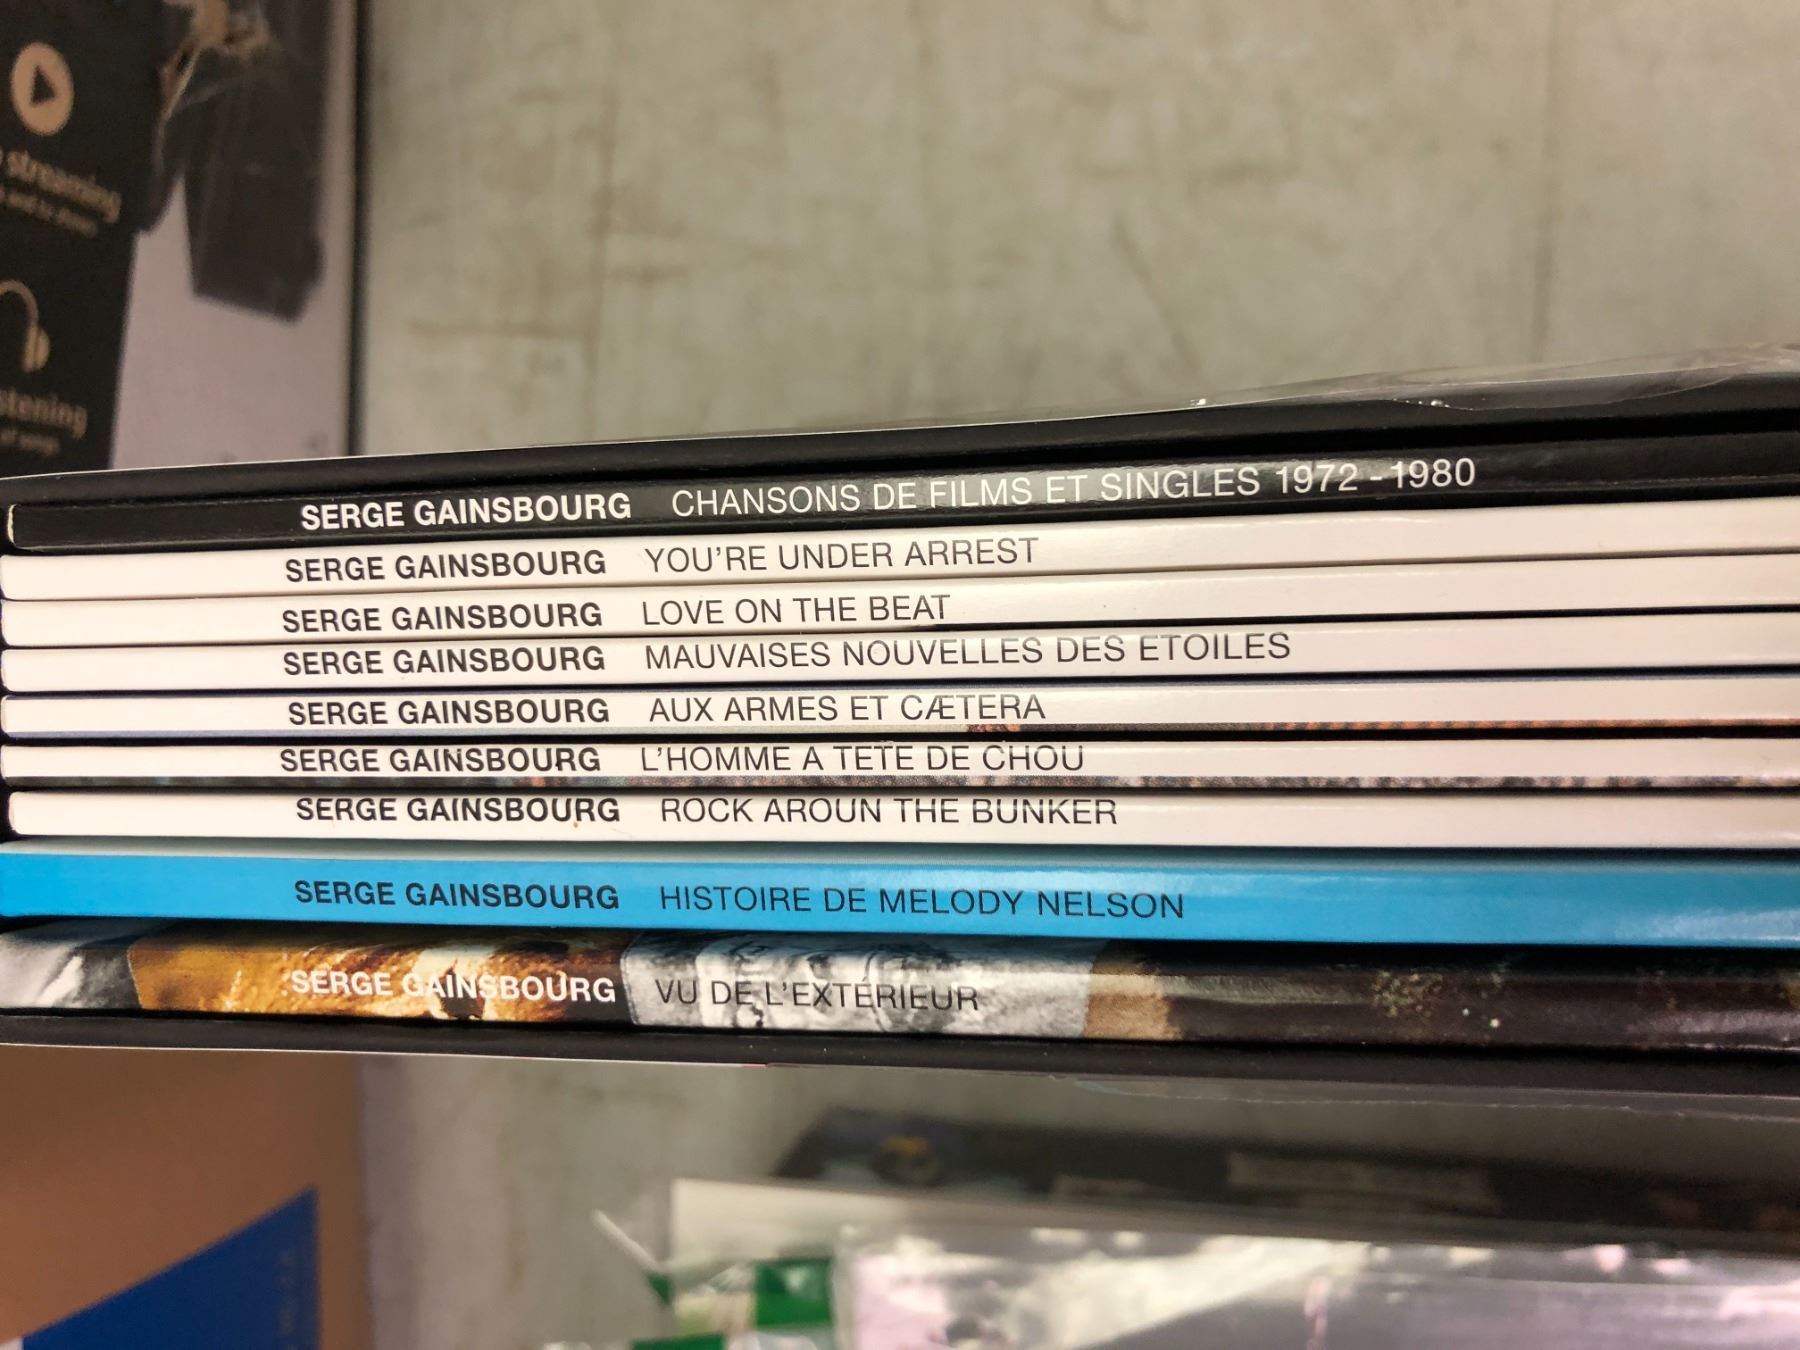 streaming
SERGE GAINSBOURG CHANSONS DE FILMS ET SINGLES 1972 - 1980
SERGE GAINSBOURG YOU'RE UNDER ARREST
SERGE GAINSBOURG LOVE ON THE BEAT
SERGE GAINSBOURG MAUVAISES NOUVELLES DES ETOILES
SERGE GAINSBOURG AUX ARMES ET CÆTERA
SERGE GAINSBOURG L'HOMME A TETE DE CHOU
SERGE GAINSBOURG ROCK AROUN THE BUNKER
SERGE GAINSBOURG HISTOIRE DE MELODY NELSON
SERGE GAINSBOURG VU DE L'EXTÉRIEUR